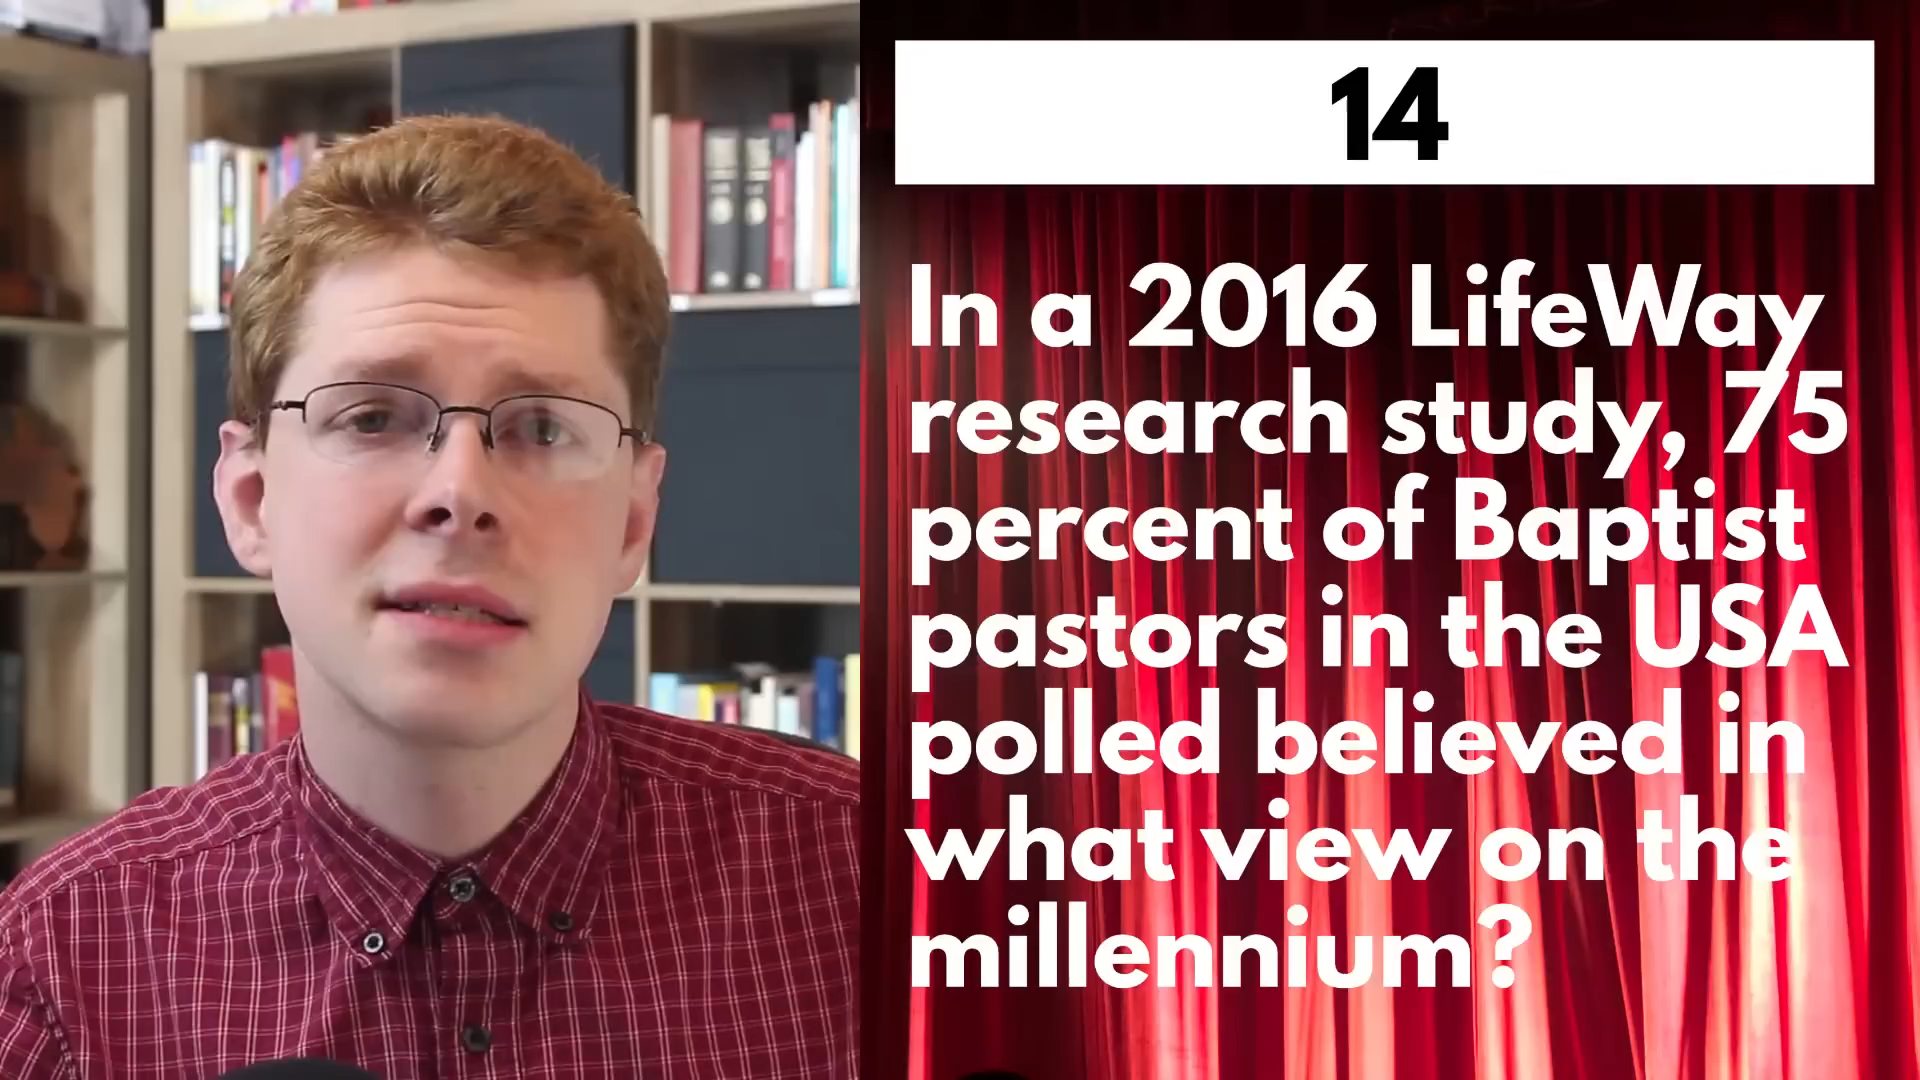 14
In a 2016 LifeWay
research study, 75
percent of Baptist
pastors in the USA
polled believed in
what view on the
millennium?